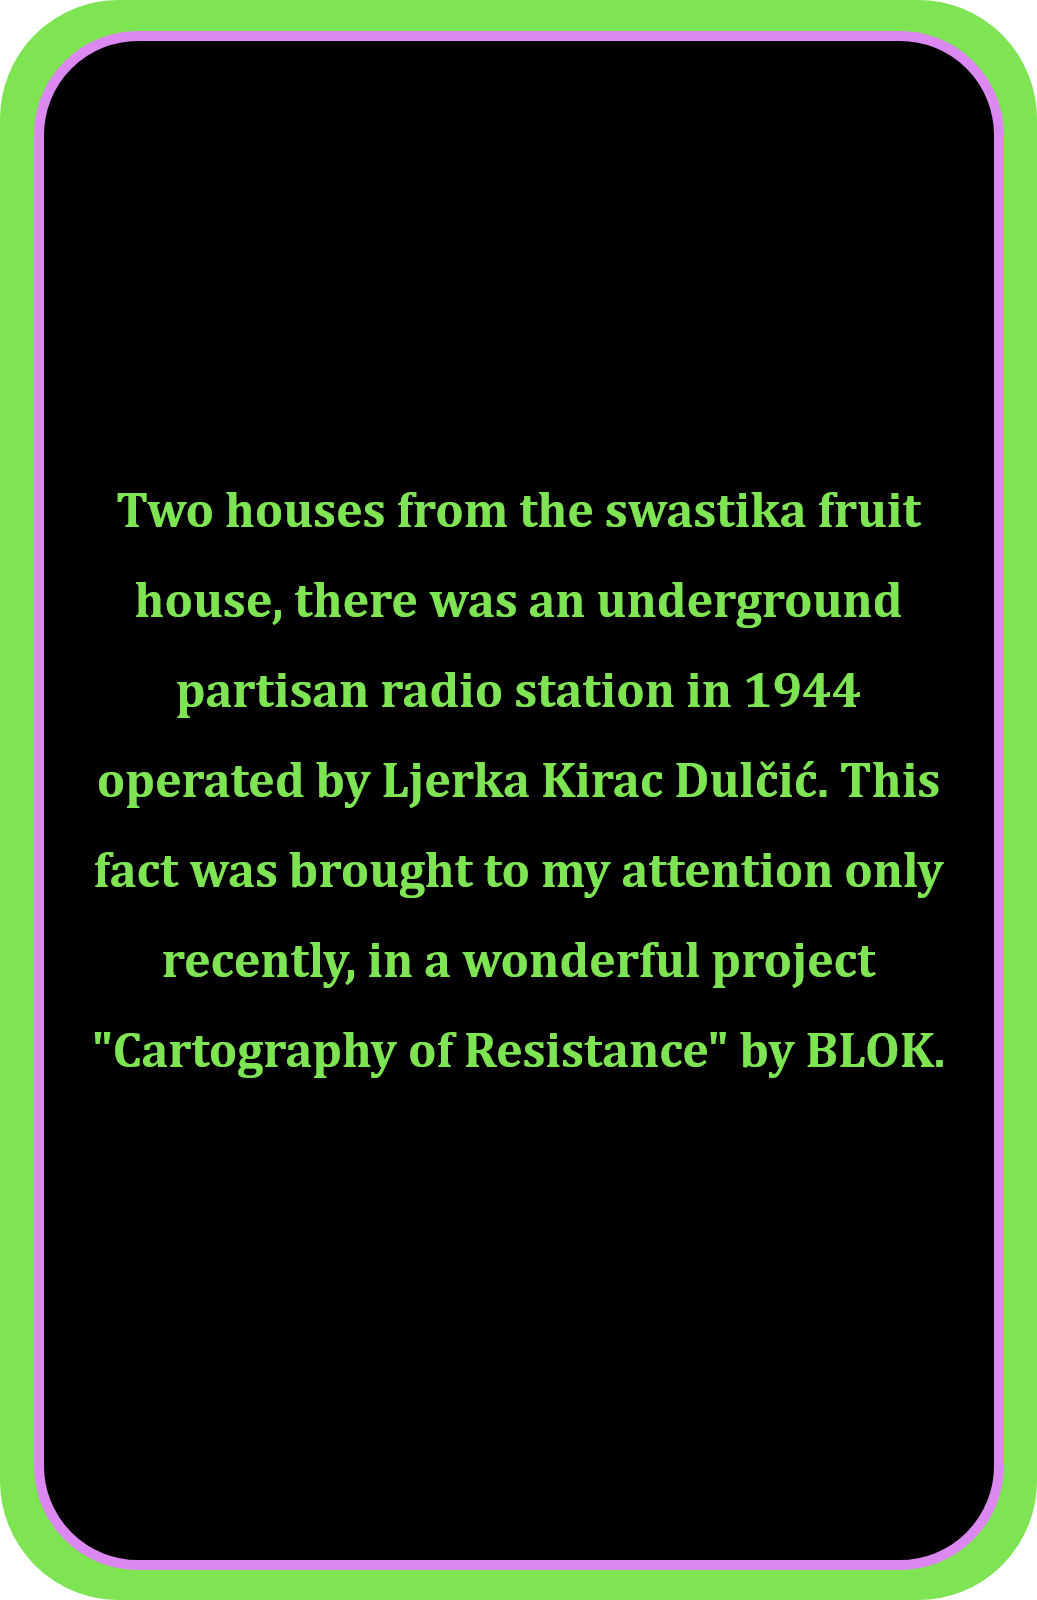 Two houses from the swastika fruit
house, there was an underground
partisan radio station in 1944
operated by Ljerka Kirac Dulčić. This
fact was brought to my attention only
recently, in a wonderful project
"Cartography of Resistance" by BLOK.